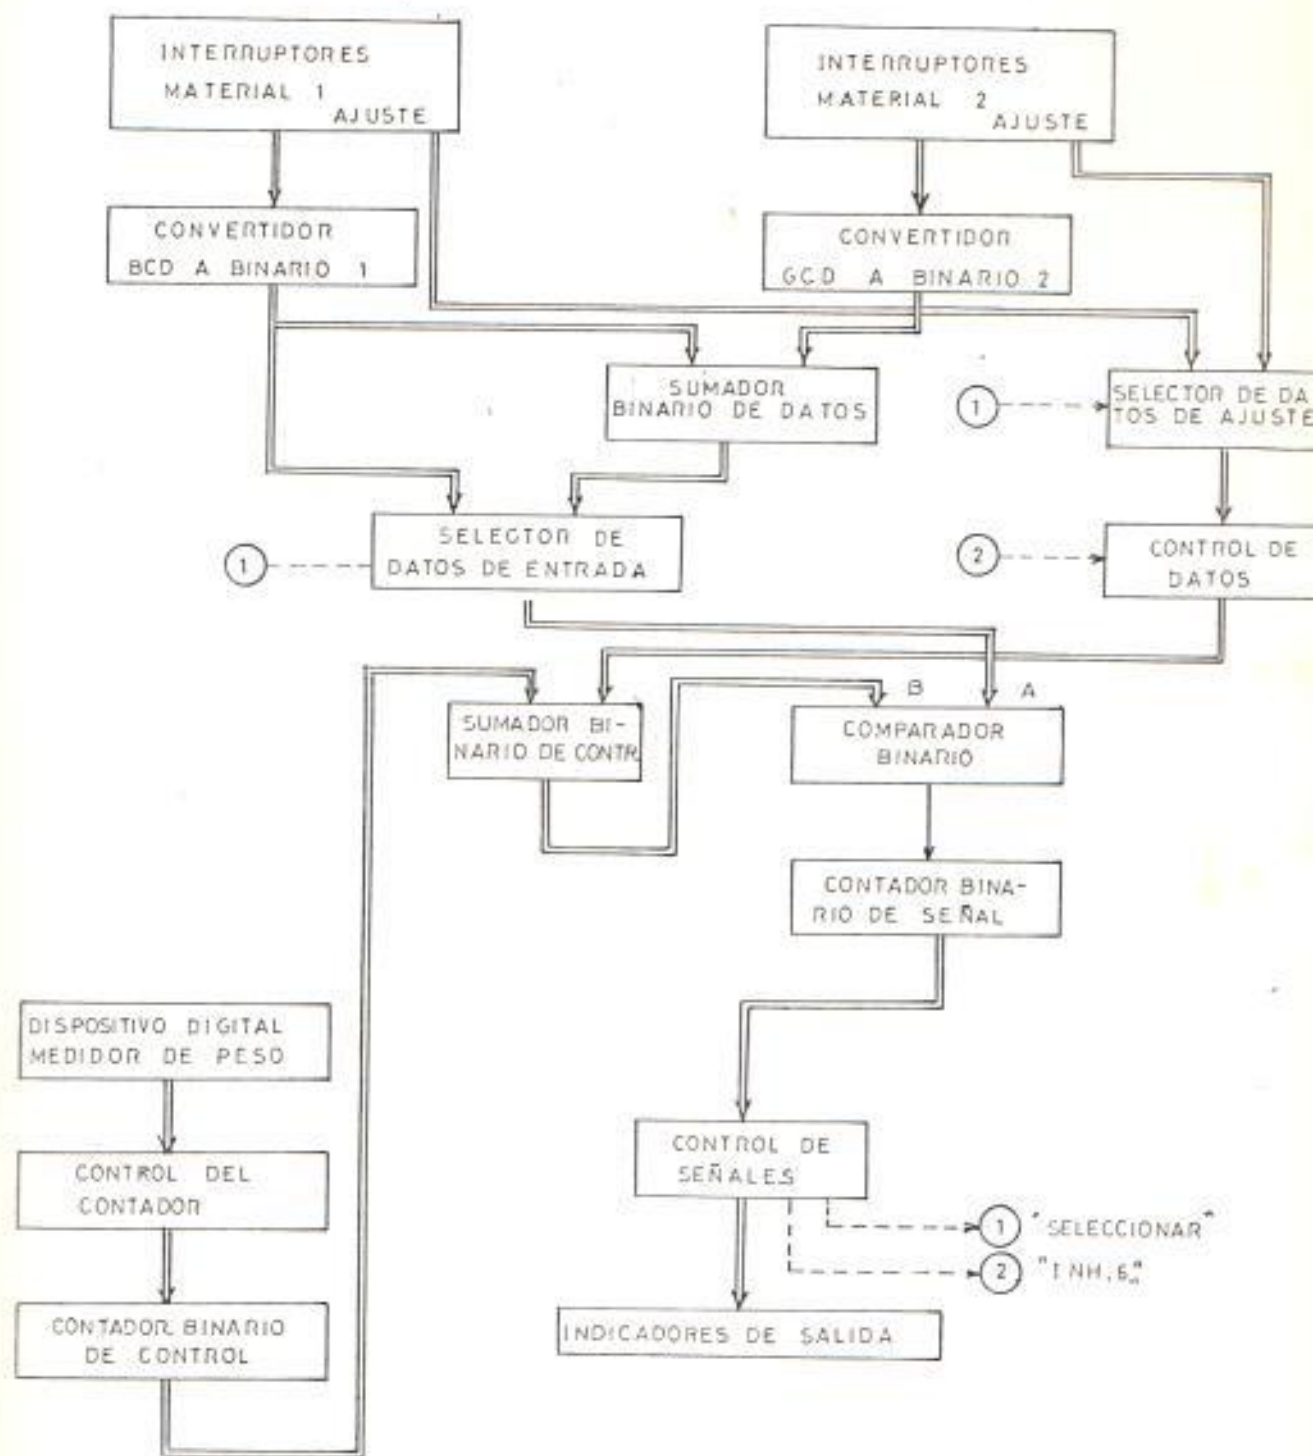 INTERRUPTORES
MATERIAL 1
AJUSTE
INTERRUPTORES
MATERIAL 2
AJUSTE
CONVERTIDOR
BCD A BINARIO 1
CONVERTIDOR
GCD A BINARIO 2
SUMADOR
BINARIO DE DATOS
1
SELECTOR DE DA
TOS DE AJUSTE
SELECTOR DE
DATOS DE ENTRADA
1
2
CONTROL DE
DATOS
B A
SUMADOR BI-
NARIO DE CONTR.
COMPARADOR
BINARIO
CONTADOR BINA-
RIO DE SEÑAL
DISPOSITIVO DIGITAL
MEDIDOR DE PESO
CONTROL DEL
CONTADOR
CONTROL DE
SEÑALES
1 "SELECCIONAR"
2 "INH.6"
CONTADOR BINARIO
DE CONTROL
INDICADORES DE SALIDA